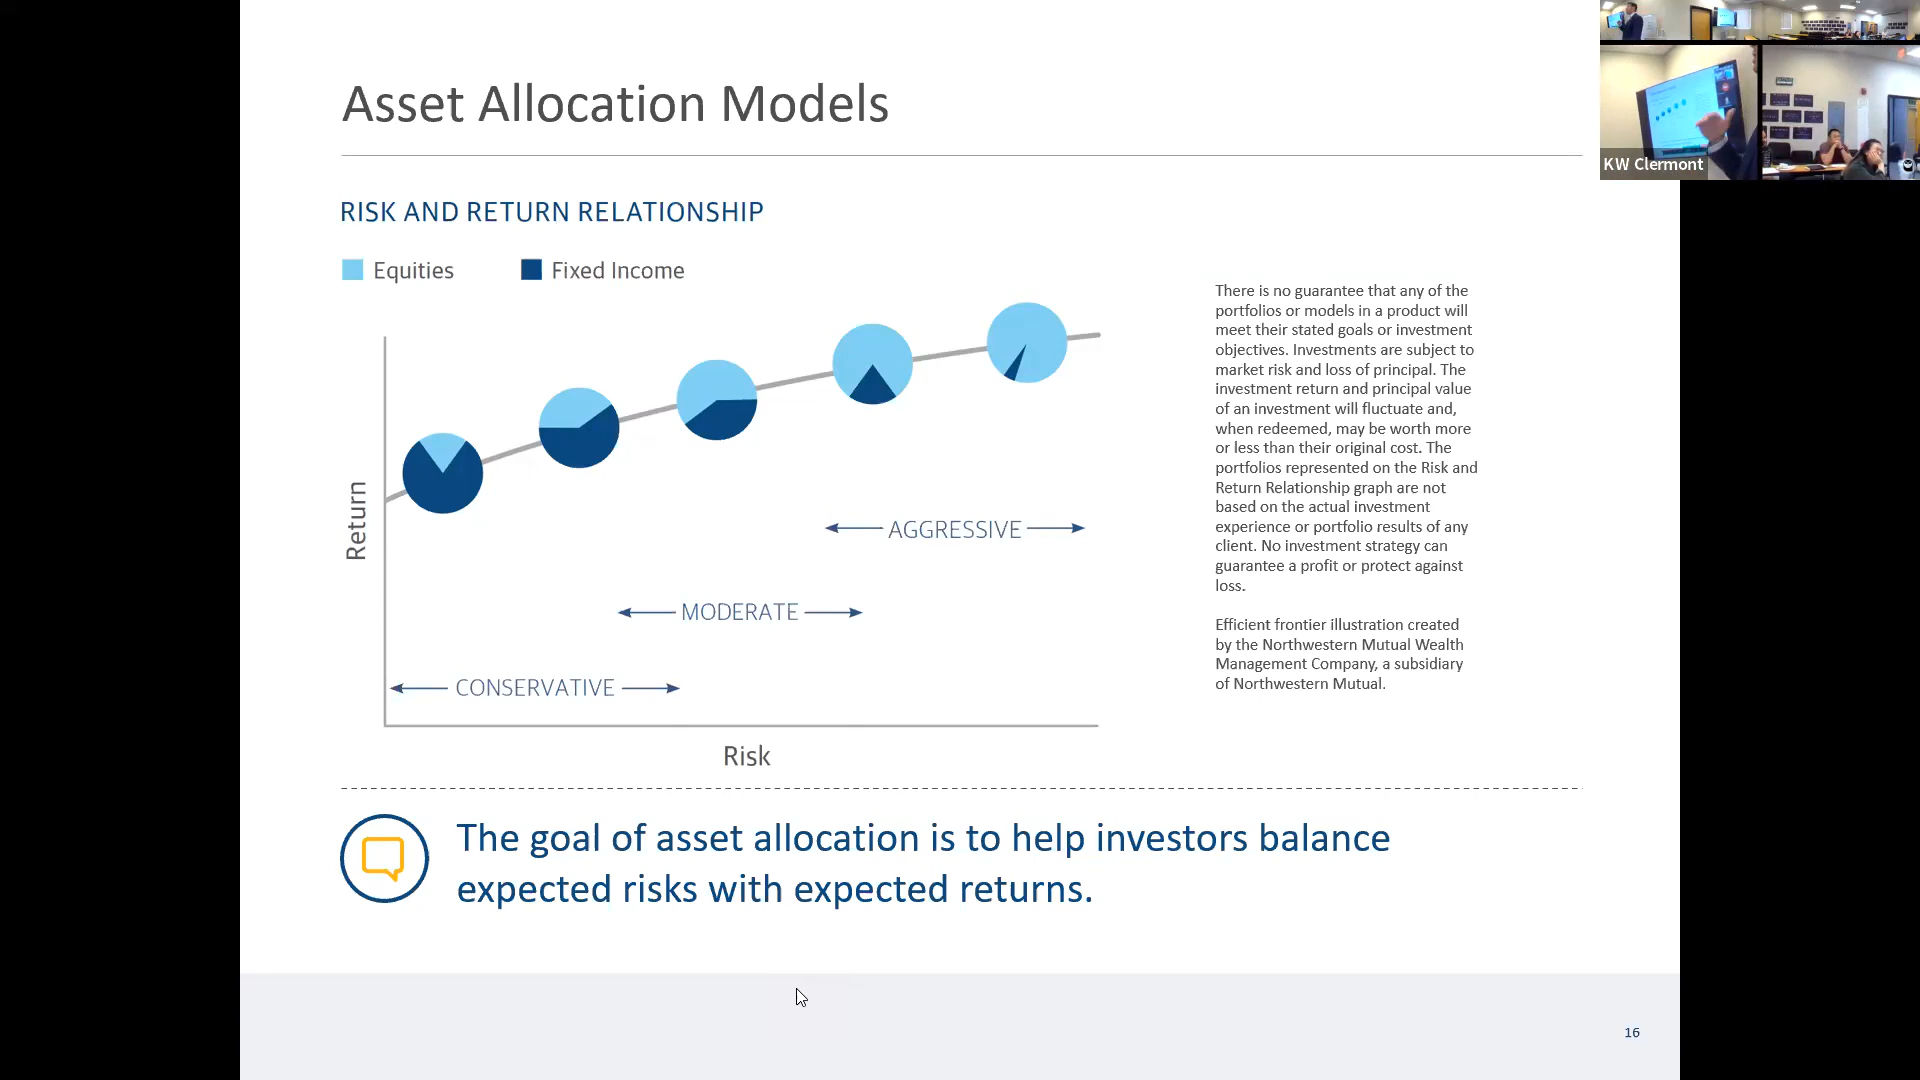 Asset Allocation Models
KW Clermont
RISK AND RETURN RELATIONSHIP
Equities
Fixed Income
There is no guarantee that any of the
portfolios or models in a product will
meet their stated goals or investment
objectives. Investments are subject to
market risk and loss of principal. The
investment return and principal value
of an investment will fluctuate and,
when redeemed, may be worth more
or less than their original cost. The
portfolios represented on the Risk and
Return Relationship graph are not
based on the actual investment
experience or portfolio results of any
client. No investment strategy can
guarantee a profit or protect against
loss.
Efficient frontier illustration created
by the Northwestern Mutual Wealth
Management Company, a subsidiary
of Northwestern Mutual.
Return
AGGRESSIVE
MODERATE
CONSERVATIVE
Risk
The goal of asset allocation is to help investors balance
expected risks with expected returns.
16